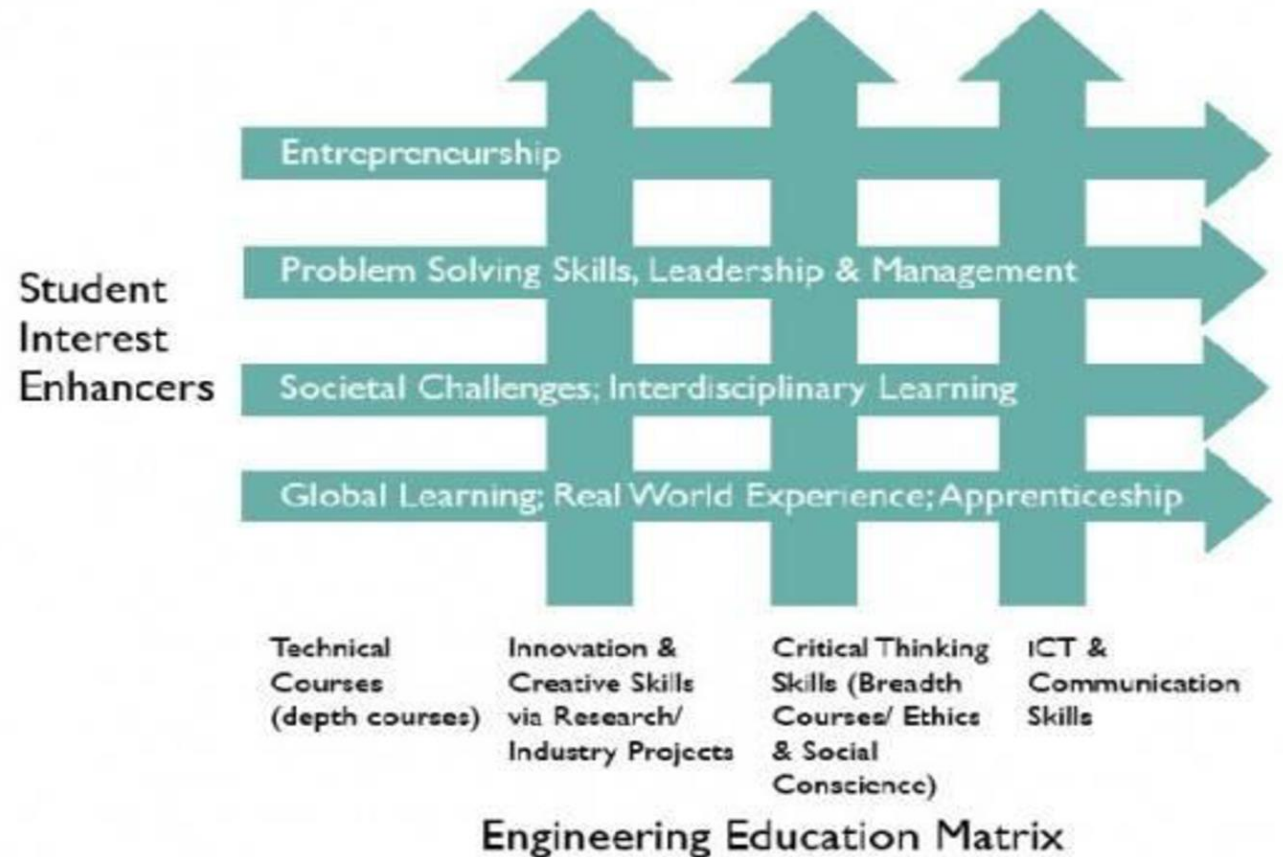 Entrepreneurship
Problem Solving Skills, Leadership & Management
Student
Interest
Enhancers
Societal Challenges; Interdisciplinary Learning
Global Learning; Real World Experience; Apprenticeship
Technical
Courses
(depth courses)
Innovation &
Creative Skills
via Research/
Industry Projects
Critical Thinking
Skills (Breadth
Courses/ Ethics
& Social
Conscience)
ICT &
Communication
Skills
Engineering Education Matrix